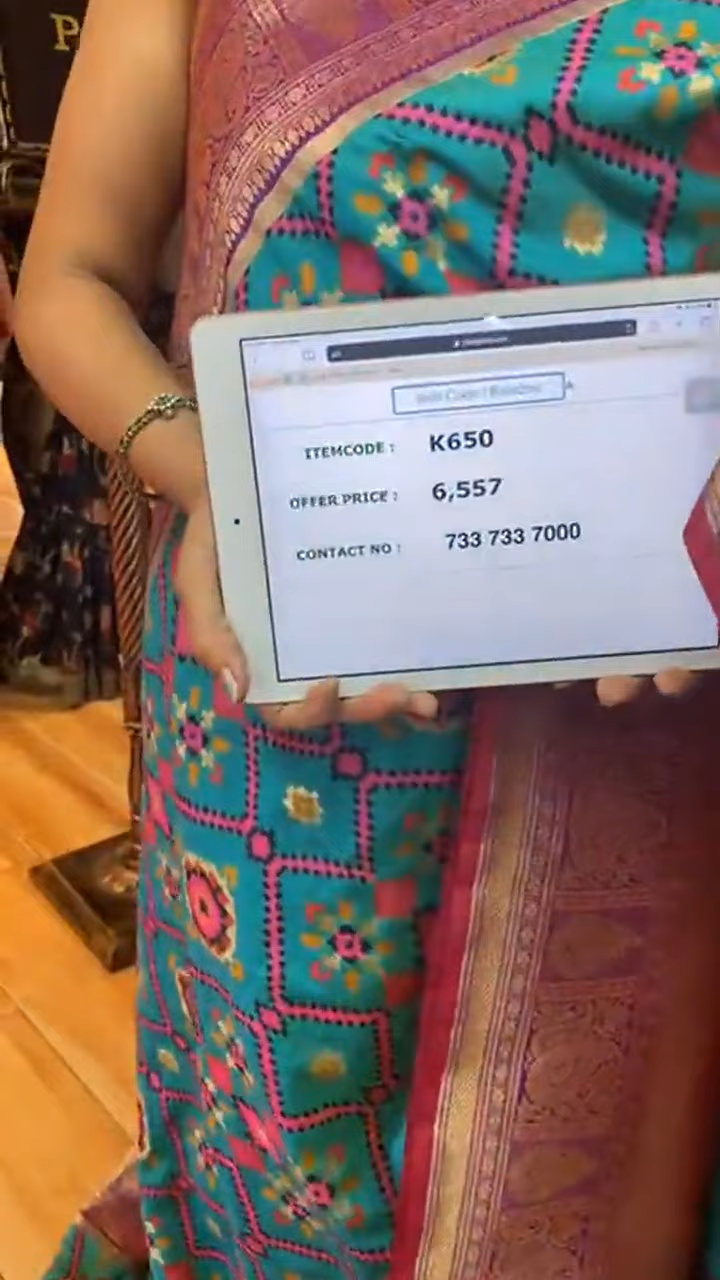 P
ITEMCODE : K650
OFFER PRICE : 6,557
CONTACT NO : 733 733 7000